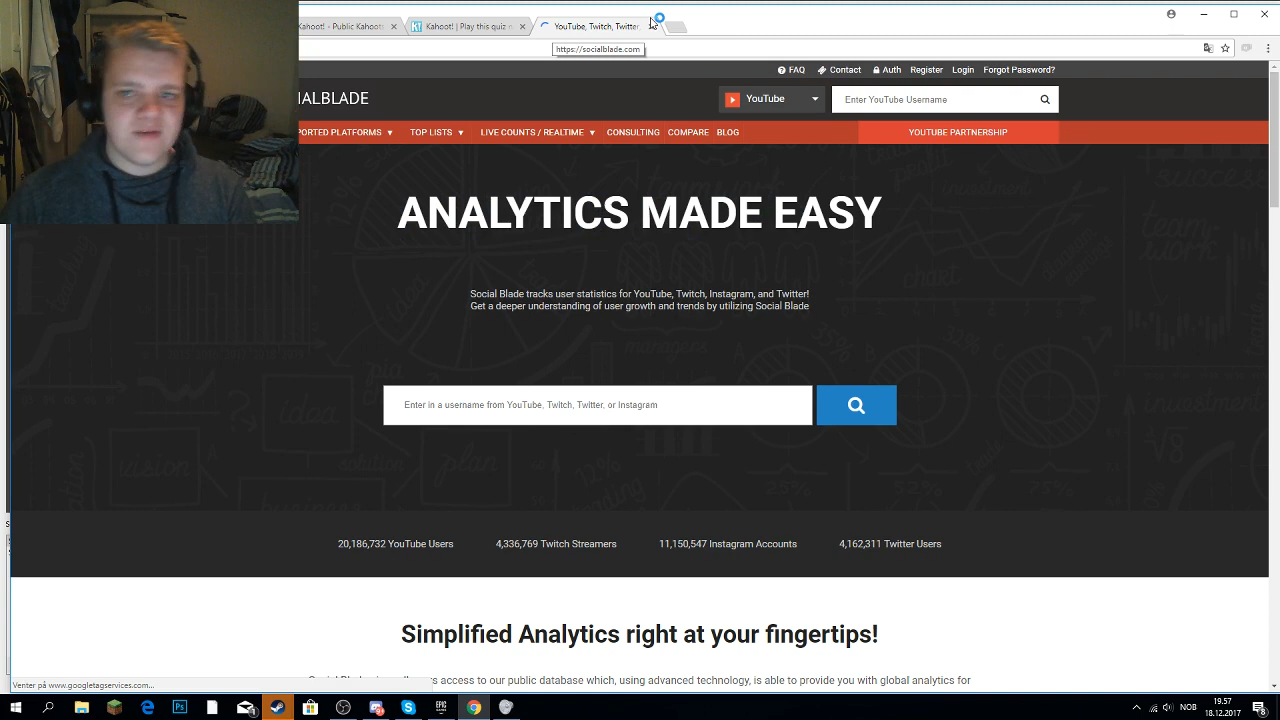 Kahoot! - Public Kahoots
Kahoot! | Play this quiz n
YouTube, Twitch, Twitter,
https://socialblade.com
FAQ
Contact
Auth
Register
Login
Forgot Password?
IALBLADE
YouTube
Enter YouTube Username
PORTED PLATFORMS
TOP LISTS
LIVE COUNTS / REALTIME
CONSULTING
COMPARE
BLOG
YOUTUBE PARTNERSHIP
ANALYTICS MADE EASY
Social Blade tracks user statistics for YouTube, Twitch, Instagram, and Twitter!
Get a deeper understanding of user growth and trends by utilizing Social Blade
Enter in a username from YouTube, Twitch, Twitter, or Instagram
20,186,732 YouTube Users
4,336,769 Twitch Streamers
11,150,547 Instagram Accounts
4,162,311 Twitter Users
Simplified Analytics right at your fingertips!
access to our public database which, using advanced technology, is able to provide you with global analytics for
Venter på www.googletagservices.com...
NOB
19.57
18.12.2017